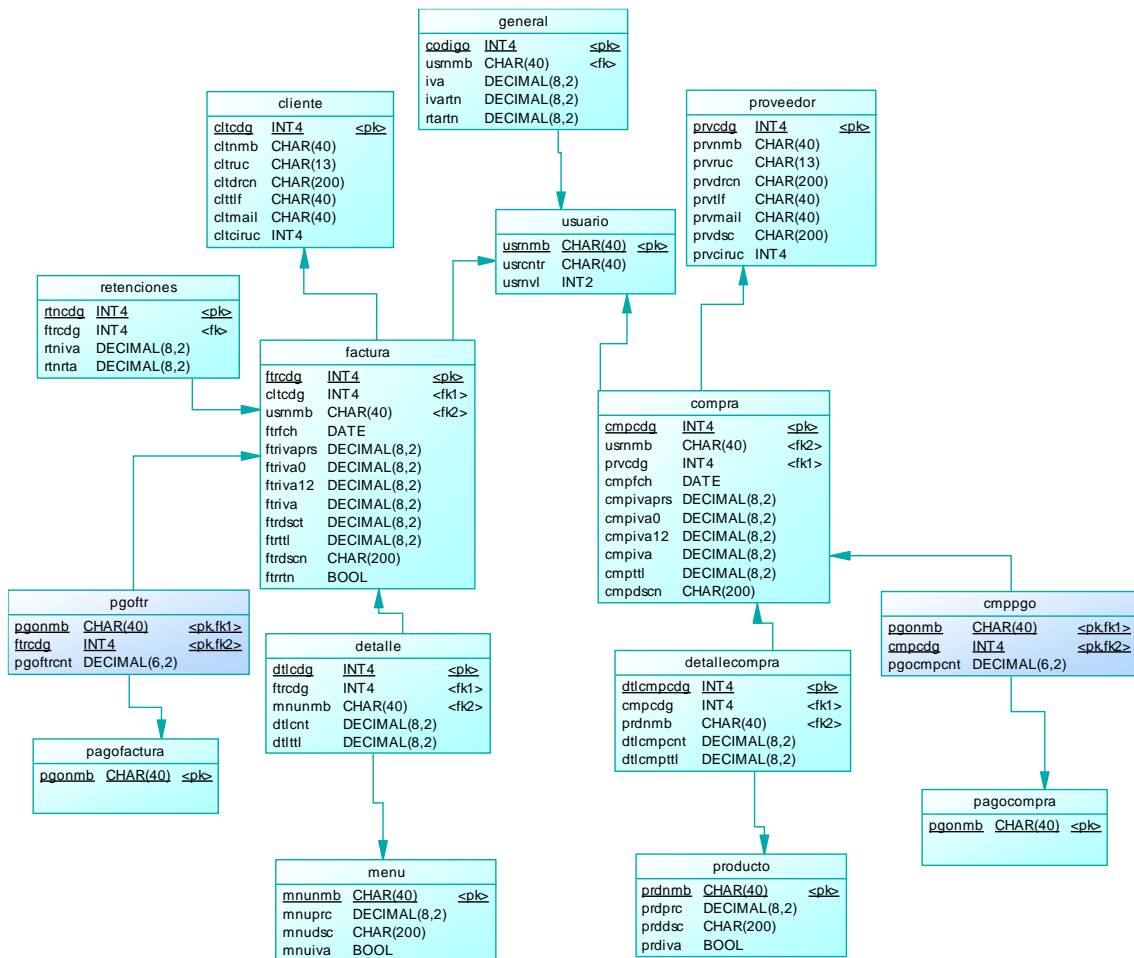 general
codigo INT4 <pk>
usrnmb CHAR(40) <fk>
iva DECIMAL(8,2)
ivartn DECIMAL(8,2)
rtartn DECIMAL(8,2)
cliente
cltcdg INT4 <pk>
cltnmb CHAR(40)
cltruc CHAR(13)
cltdrcn CHAR(200)
clttlf CHAR(40)
cltmail CHAR(40)
cltciruc INT4
proveedor
prvcdg INT4 <pk>
prvnmb CHAR(40)
prvruc CHAR(13)
prvdrcn CHAR(200)
prvtlf CHAR(40)
prvmail CHAR(40)
prvdsc CHAR(200)
prvciruc INT4
usuario
usrnmb CHAR(40) <pk>
usrcntr CHAR(40)
usrnvl INT2
retenciones
rtncdg INT4 <pk>
ftrcdg INT4 <fk>
rtniva DECIMAL(8,2)
rtnrta DECIMAL(8,2)
factura
ftrcdg INT4 <pk>
cltcdg INT4 <fk1>
usrnmb CHAR(40) <fk2>
ftrfch DATE
ftrivaprs DECIMAL(8,2)
ftriva0 DECIMAL(8,2)
ftriva12 DECIMAL(8,2)
ftriva DECIMAL(8,2)
ftrdsct DECIMAL(8,2)
ftrttl DECIMAL(8,2)
ftrdscn CHAR(200)
ftrrtn BOOL
compra
cmpcdg INT4 <pk>
usrnmb CHAR(40) <fk2>
prvcdg INT4 <fk1>
cmpfch DATE
cmpivaprs DECIMAL(8,2)
cmpiva0 DECIMAL(8,2)
cmpiva12 DECIMAL(8,2)
cmpiva DECIMAL(8,2)
cmpttl DECIMAL(8,2)
cmpdscn CHAR(200)
pgoftr
pgonmb CHAR(40) <pk,fk1>
ftrcdg INT4 <pk,fk2>
pgoftrcnt DECIMAL(6,2)
cmppgo
pgonmb CHAR(40) <pk,fk1>
cmpcdg INT4 <pk,fk2>
pgocmpcnt DECIMAL(6,2)
detalle
dtlcdg INT4 <pk>
ftrcdg INT4 <fk1>
mnunmb CHAR(40) <fk2>
dtlcnt DECIMAL(8,2)
dtlttl DECIMAL(8,2)
detallecompra
dtlcmpcdg INT4 <pk>
cmpcdg INT4 <fk1>
prdnmb CHAR(40) <fk2>
dtlcmpcnt DECIMAL(8,2)
dtlcmpttl DECIMAL(8,2)
pagofactura
pgonmb CHAR(40) <pk>
pagocompra
pgonmb CHAR(40) <pk>
menu
mnunmb CHAR(40) <pk>
mnuprc DECIMAL(8,2)
mnudsc CHAR(200)
mnuiva BOOL
producto
prdnmb CHAR(40) <pk>
prdprc DECIMAL(8,2)
prddsc CHAR(200)
prdiva BOOL